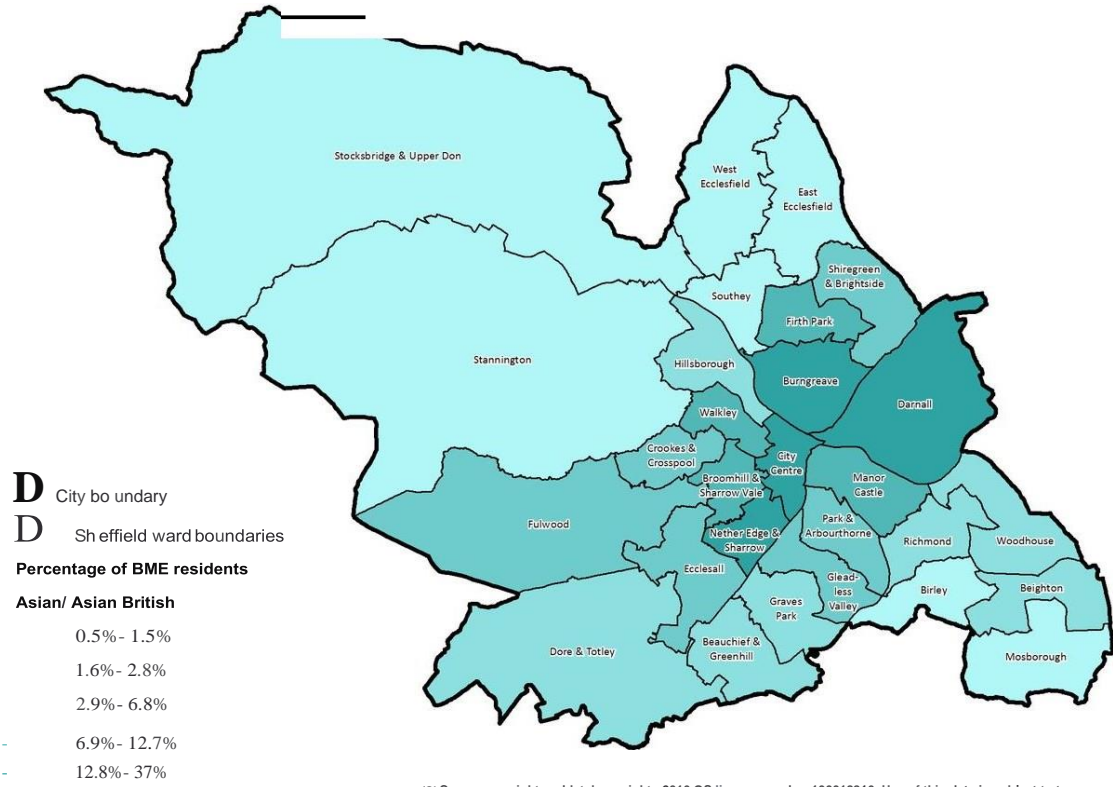 Stocksbridge & Upper Don
West
Ecclesfield
East
Ecclesfield
Shiregreen
& Brightside
Southey
Firth Park
Stannington
Hillsborough
Burngreave
Darnall
Walkley
Crookes &
Crosspool
City
Centre
Broomhill &
Sharrow Vale
Manor
Castle
Fulwood
Park &
Arbourthorne
Nether Edge &
Sharrow
Richmond
Woodhouse
Ecclesall
Glead-
less
Valley
Birley
Beighton
Graves
Park
Dore & Totley
Beauchief &
Greenhill
Mosborough
D City bo undary
D Sh effield ward boundaries
Percentage of BME residents
Asian/ Asian British
0.5%- 1.5%
1.6%- 2.8%
2.9%- 6.8%
- 6.9%- 12.7%
- 12.8%- 37%